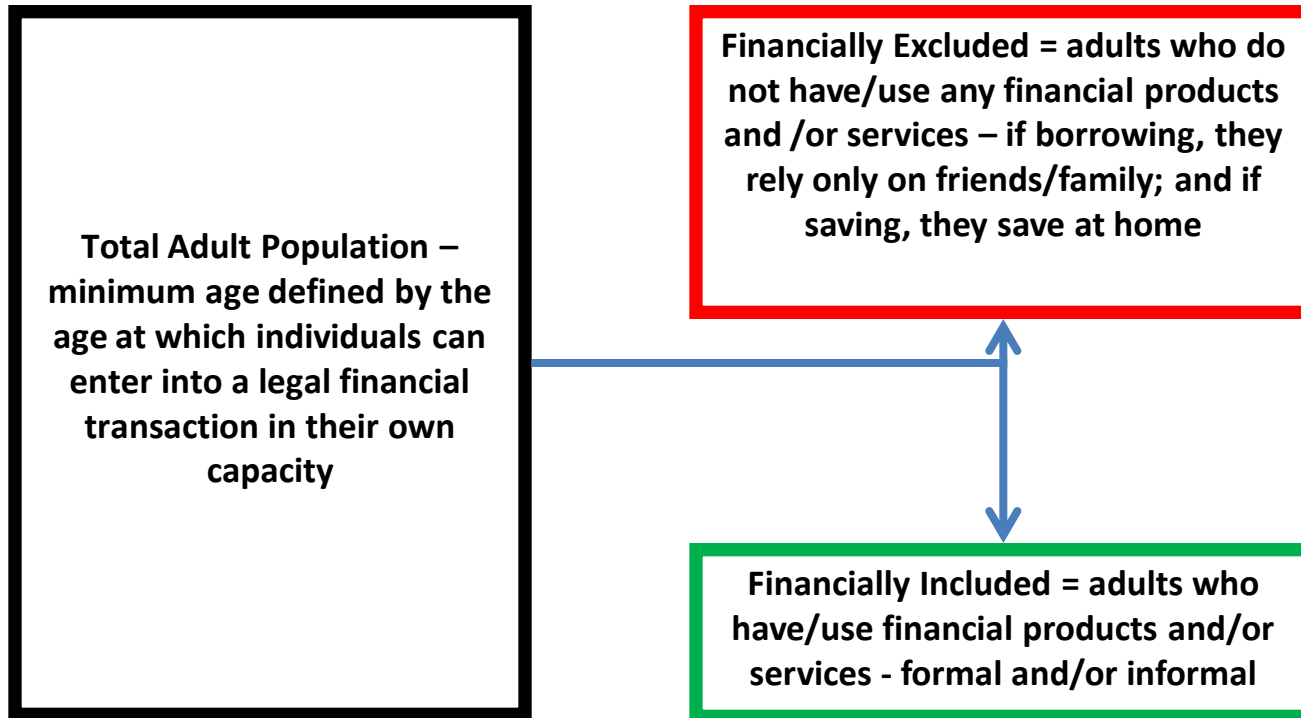 Total Adult Population –
minimum age defined by the
age at which individuals can
enter into a legal financial
transaction in their own
capacity
Financially Excluded = adults who do
not have/use any financial products
and /or services – if borrowing, they
rely only on friends/family; and if
saving, they save at home
Financially Included = adults who
have/use financial products and/or
services - formal and/or informal